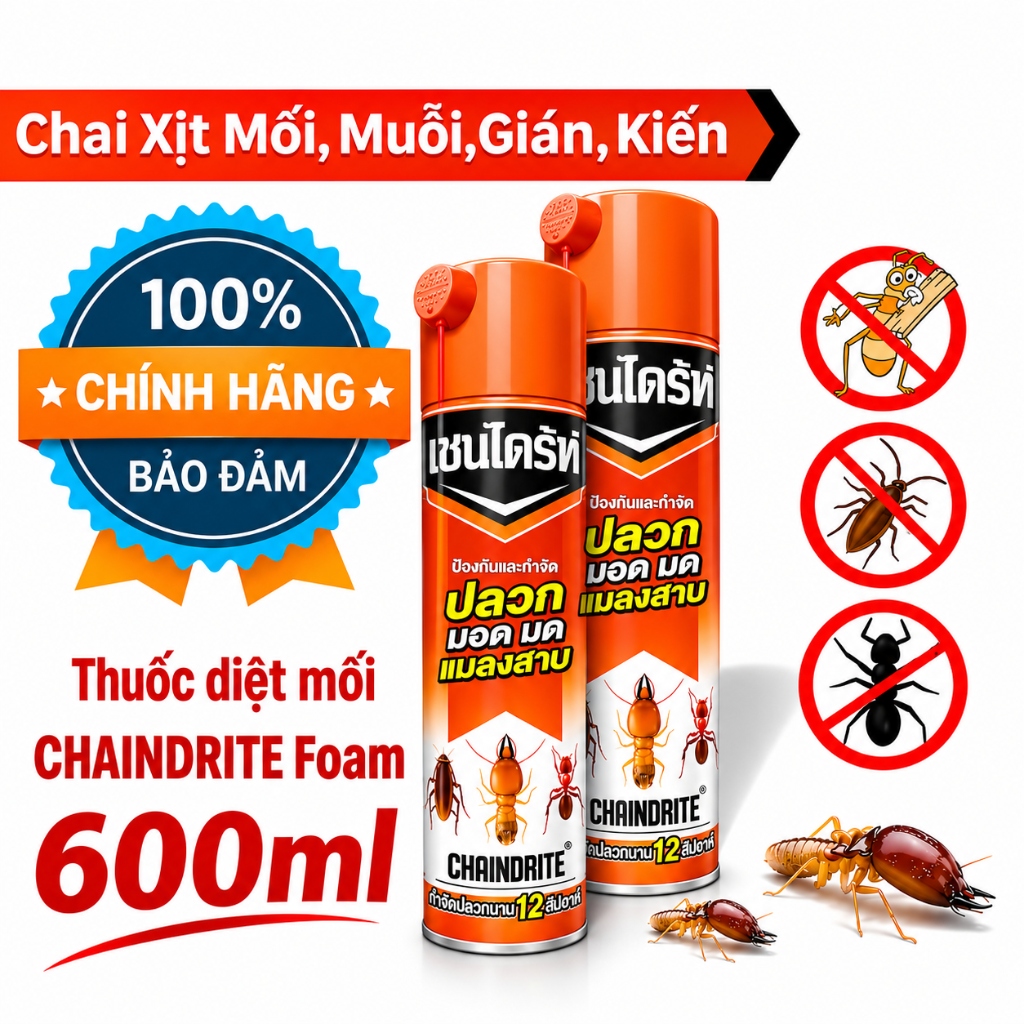 Chai Xịt Mối, Muỗi,Gián, Kiến
100%
CHÍNH HÃNG
BẢO ĐẢM
Thuốc diệt mối
CHAINDRITE Foam
600ml
เชนไดร้ท์
ป้องกันและกำจัด
ปลวก
มอด มด
แมลงสาบ
CHAINDRITE®
กำจัดปลวกนาน 12 สัปดาห์
ชนไดร้ท์
ป้องกันและกำจัด
ปลวก
มอด มด
แมลงสาบ
CHAINDRITE®
จัดปลวกนาน 12 สัปดาห์